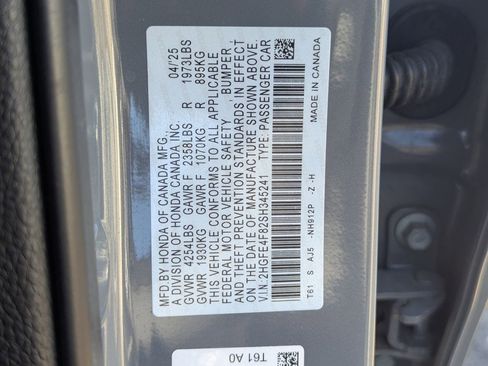 MFD.BY HONDA OF CANADA MFG., 04/25
A DIVISION OF HONDA CANADA INC.
GVWR 4254LBS GAWR F 2358LBS R 1973LBS
GVWR 1930KG GAWR F 1070KG R 895KG
THIS VEHICLE CONFORMS TO ALL APPLICABLE
FEDERAL MOTOR VEHICLE SAFETY , BUMPER ,
AND THEFT PREVENTION STANDARDS IN EFFECT
ON THE DATE OF MANUFACTURE SHOWN ABOVE.
V.I.N. :2HGFE4F82SH345241 TYPE: PASSENGER CAR
T61 S AJ5 -NH912P -Z -H MADE IN CANADA
T61 A0